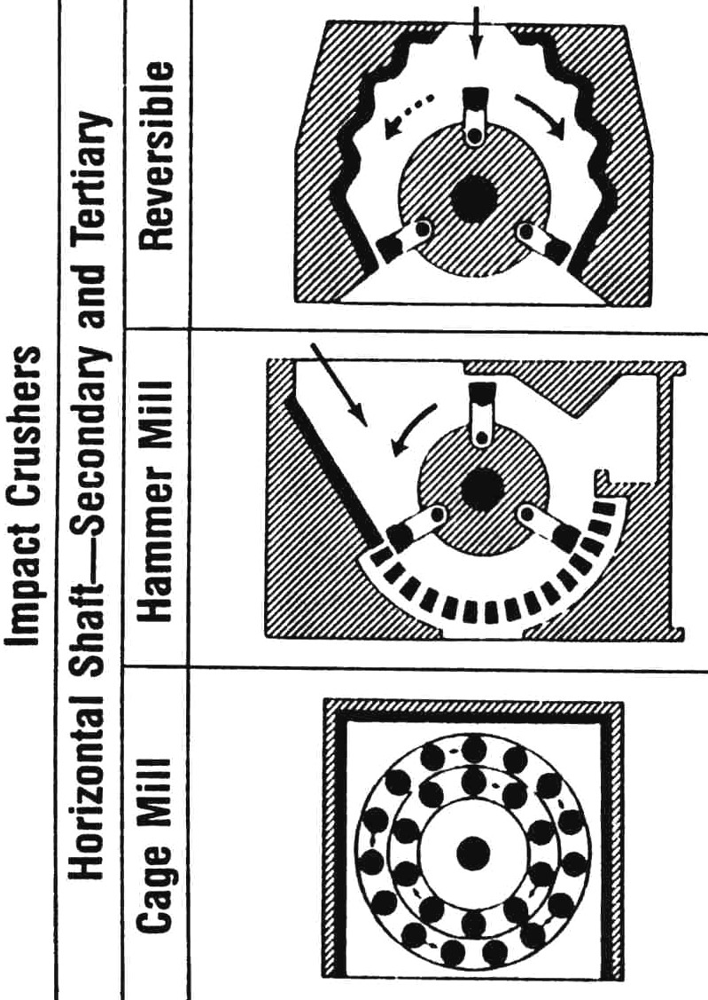 Impact Crushers
Horizontal Shaft—Secondary and Tertiary
Cage Mill
Hammer Mill
Reversible